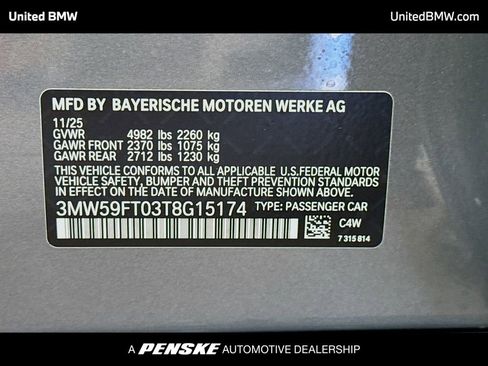 United BMW
UnitedBMW.com
MFD BY BAYERISCHE MOTOREN WERKE AG
11/25
GVWR 4982 lbs 2260 kg
GAWR FRONT 2370 lbs 1075 kg
GAWR REAR 2712 lbs 1230 kg
THIS VEHICLE CONFORMS TO ALL APPLICABLE U.S.FEDERAL MOTOR
VEHICLE SAFETY, BUMPER AND THEFT PREVENTION STANDARDS
IN EFFECT ON THE DATE OF MANUFACTURE SHOWN ABOVE.
3MW59FT03T8G15174 TYPE: PASSENGER CAR
C4W
7 315 814
A PENSKE AUTOMOTIVE DEALERSHIP